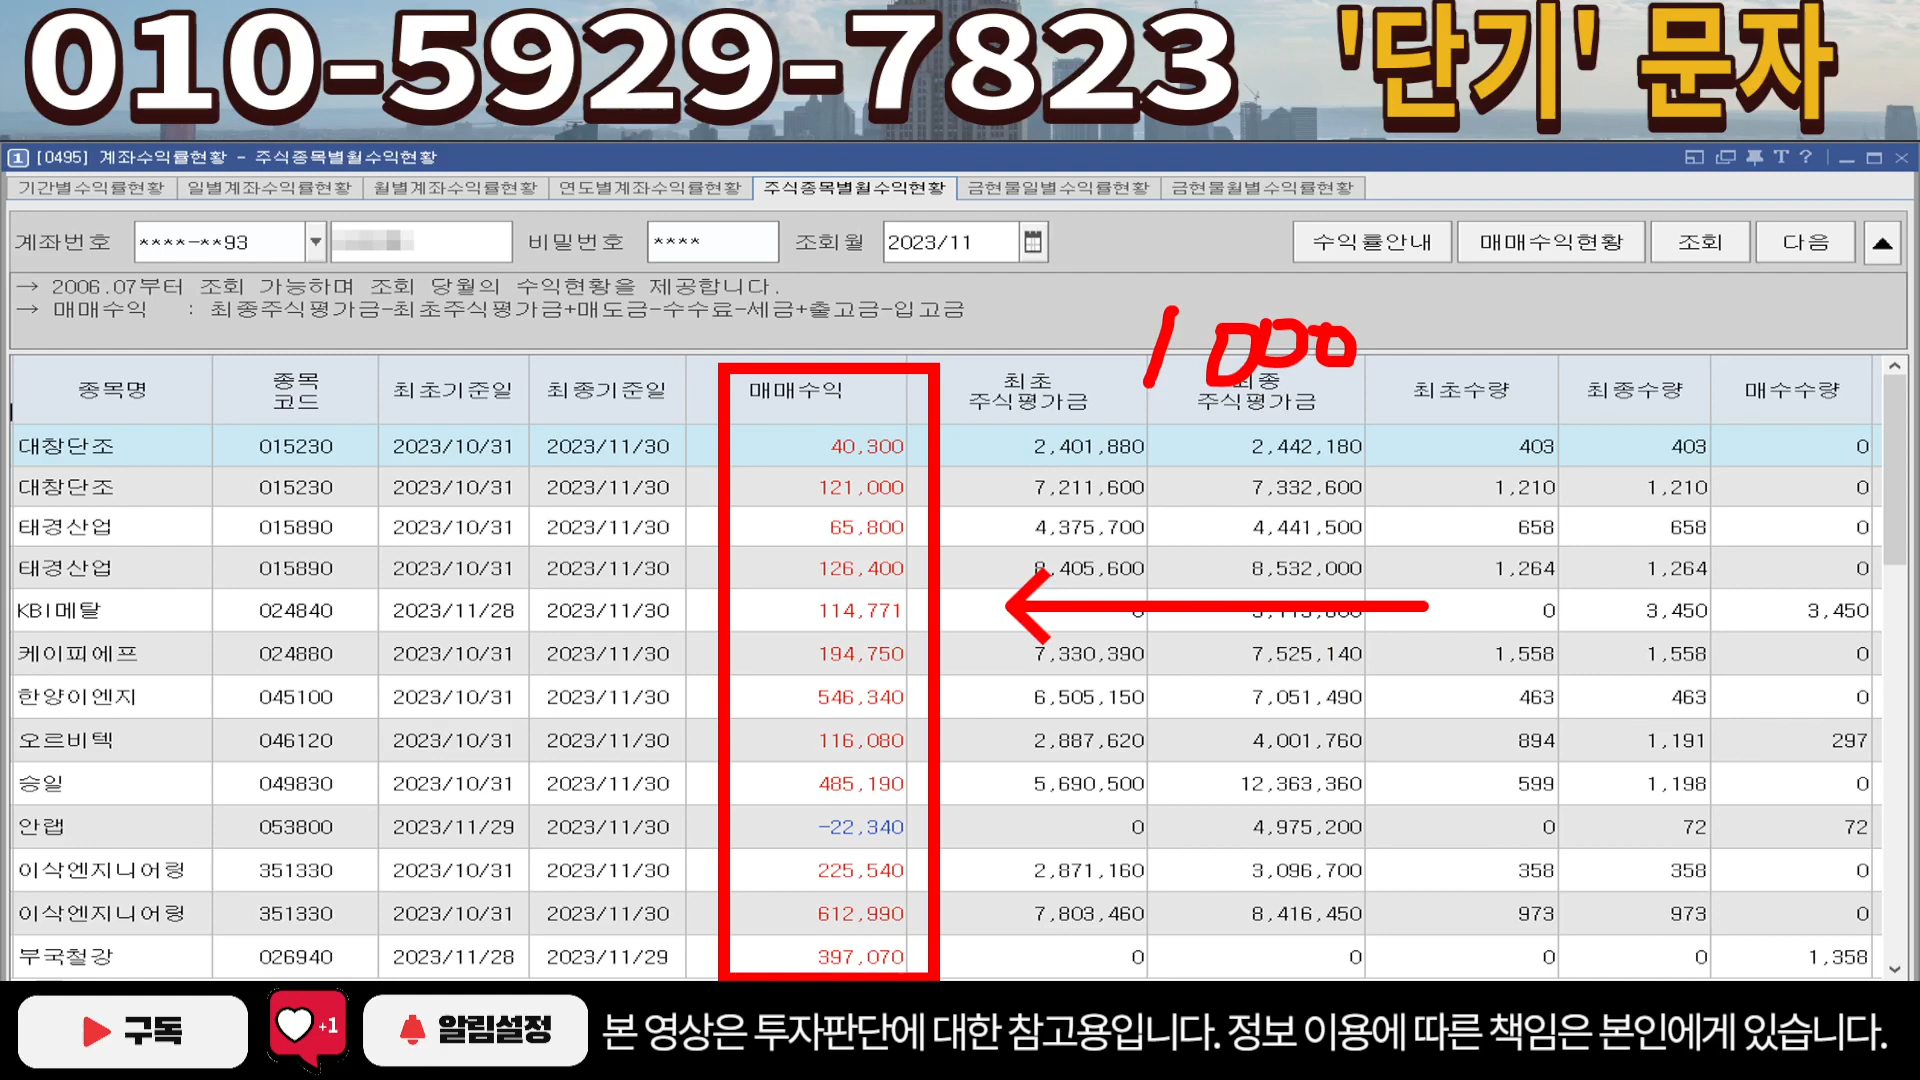 010-5929-7823 '단기' 문자
1 [0495] 계좌수익률현황 - 주식종목별월수익현황
기간별수익률현황 일별계좌수익률현황 월별계좌수익률현황 연도별계좌수익률현황 주식종목별월수익현황 금현물일별수익률현황 금현물월별수익률현황
계좌번호 ****-**93 비밀번호 **** 조회월 2023/11 수익률안내 매매수익현황 조회 다음
→ 2006.07부터 조회 가능하며 조회 당월의 수익현황을 제공합니다.
→ 매매수익 : 최종주식평가금-최초주식평가금+매도금-수수료-세금+출고금-입고금
1000
종목명 종목코드 최초기준일 최종기준일 매매수익 최초주식평가금 최종주식평가금 최초수량 최종수량 매수수량
대창단조 015230 2023/10/31 2023/11/30 40,300 2,401,880 2,442,180 403 403 0
대창단조 015230 2023/10/31 2023/11/30 121,000 7,211,600 7,332,600 1,210 1,210 0
태경산업 015890 2023/10/31 2023/11/30 65,800 4,375,700 4,441,500 658 658 0
태경산업 015890 2023/10/31 2023/11/30 126,400 8,405,600 8,532,000 1,264 1,264 0
KBI메탈 024840 2023/11/28 2023/11/30 114,771 0 0 3,450 3,450
케이피에프 024880 2023/10/31 2023/11/30 194,750 7,330,390 7,525,140 1,558 1,558 0
한양이엔지 045100 2023/10/31 2023/11/30 546,340 6,505,150 7,051,490 463 463 0
오르비텍 046120 2023/10/31 2023/11/30 116,080 2,887,620 4,001,760 894 1,191 297
승일 049830 2023/10/31 2023/11/30 485,190 5,690,500 12,363,360 599 1,198 0
안랩 053800 2023/11/29 2023/11/30 -22,340 0 4,975,200 0 72 72
이삭엔지니어링 351330 2023/10/31 2023/11/30 225,540 2,871,160 3,096,700 358 358 0
이삭엔지니어링 351330 2023/10/31 2023/11/30 612,990 7,803,460 8,416,450 973 973 0
부국철강 026940 2023/11/28 2023/11/29 397,070 0 0 0 0 1,358
구독 +1 알림설정 본 영상은 투자판단에 대한 참고용입니다. 정보 이용에 따른 책임은 본인에게 있습니다.